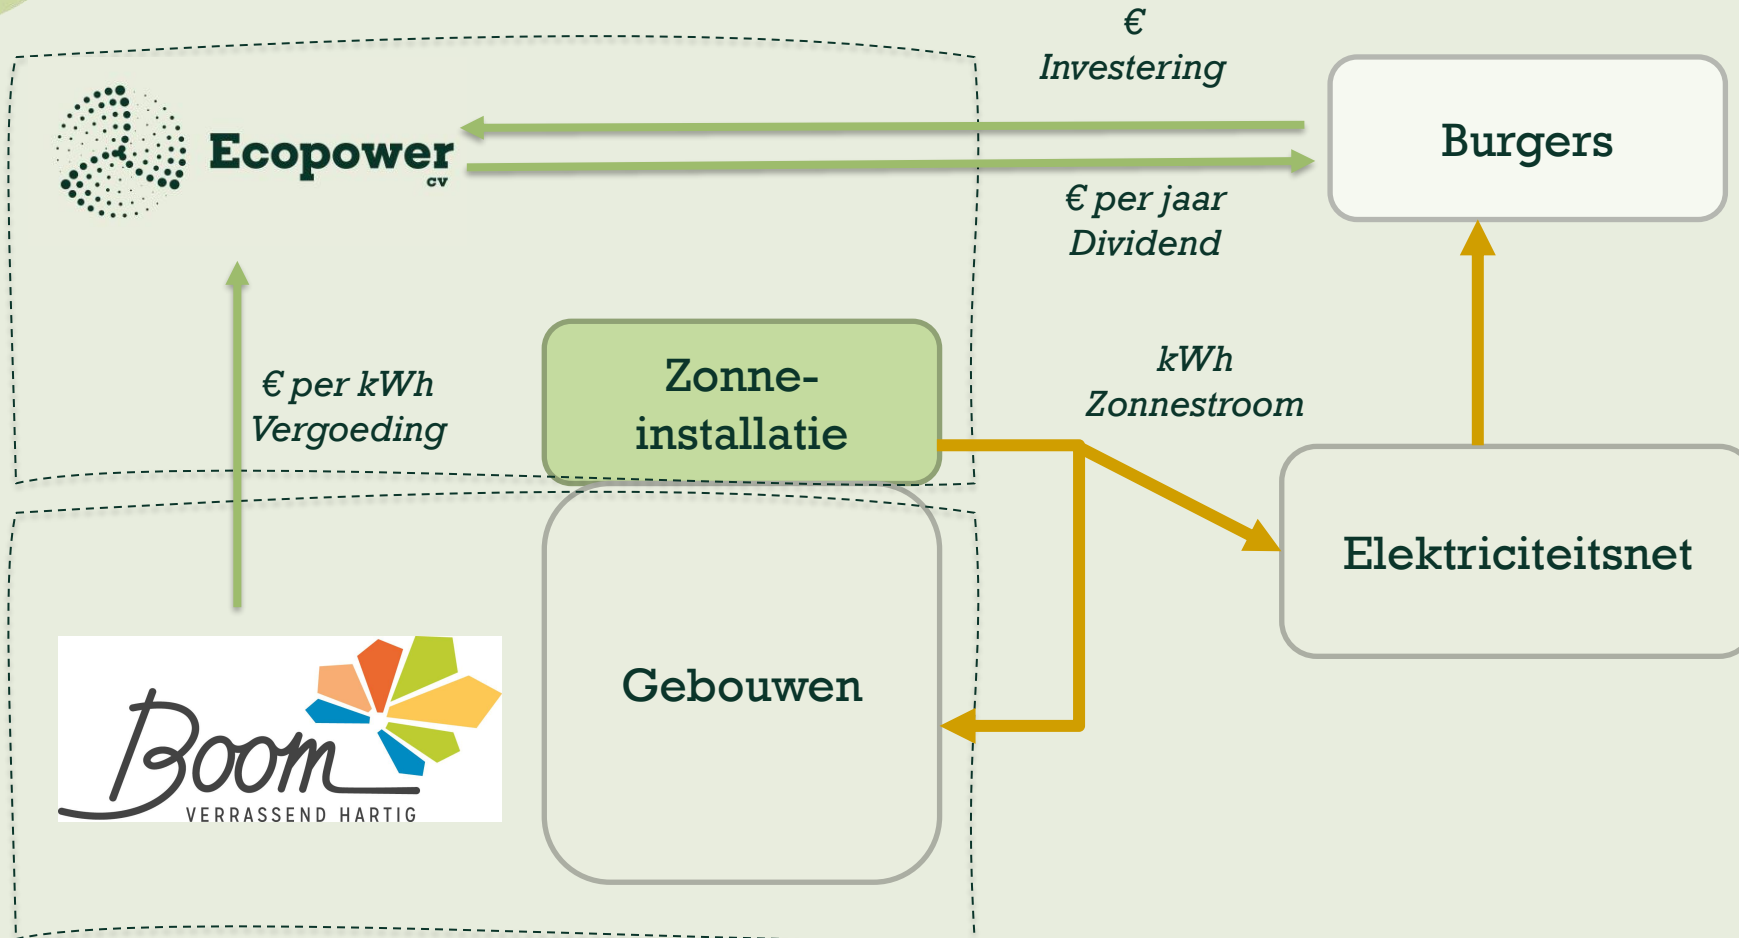 €
Investering
Burgers
Ecopower
cv
€ per jaar
Dividend
Zonne-
installatie
kWh
Zonnestroom
€ per kWh
Vergoeding
Elektriciteitsnet
Gebouwen
Boom
VERRASSEND HARTIG